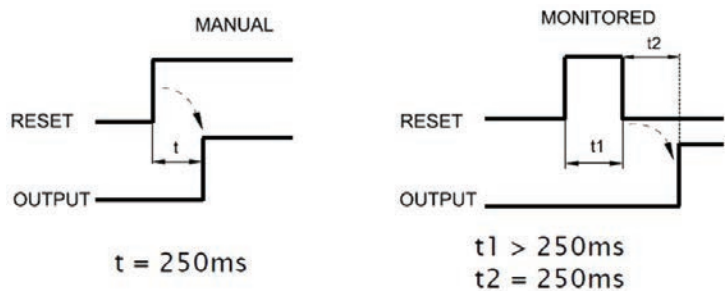 MANUAL
RESET
t
OUTPUT
t = 250ms
MONITORED
t2
RESET
t1
OUTPUT
t1 > 250ms
t2 = 250ms